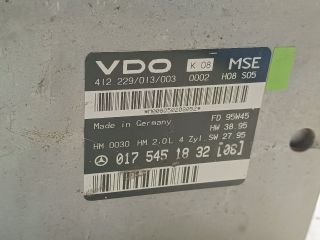 VDO K 08 MSE
412 229/013/003 0002 H08 S05
Made in Germany FD 95W45
HW 38.95
HM 0030 HM 2.0L 4 Zyl. SW 27.95
017 545 18 32 [06]